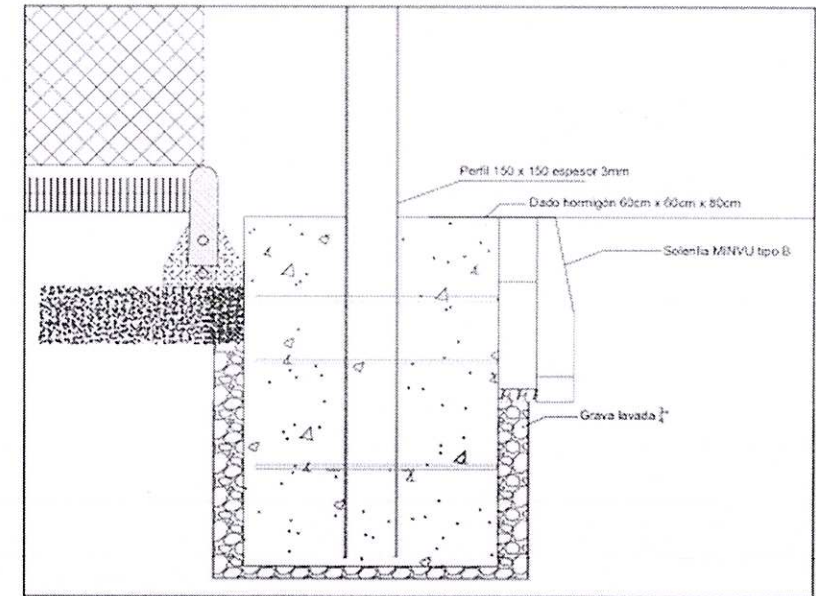 Perfil 150 x 150 espesor 3mm
Dado hormigón 60cm x 60cm x 80cm
Solerilla MINVU tipo B
Grava lavada 3/4"